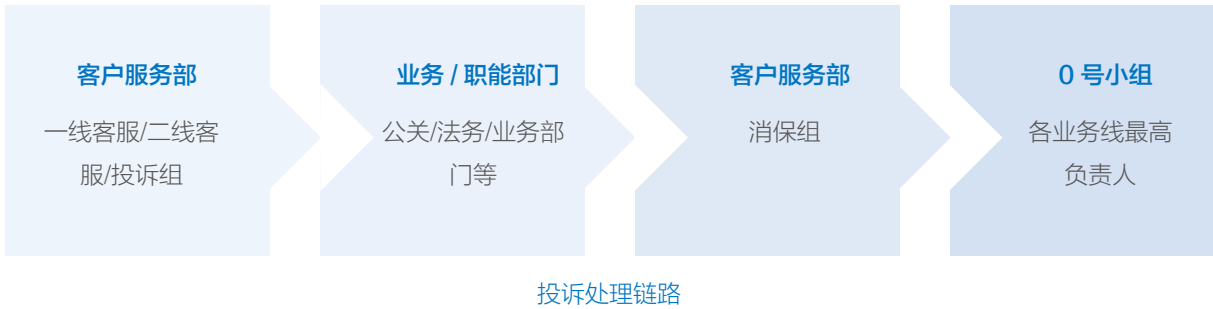 客户服务部
一线客服/二线客
服/投诉组
业务 / 职能部门
公关/法务/业务部
门等
客户服务部
消保组
0 号小组
各业务线最高
负责人
投诉处理链路